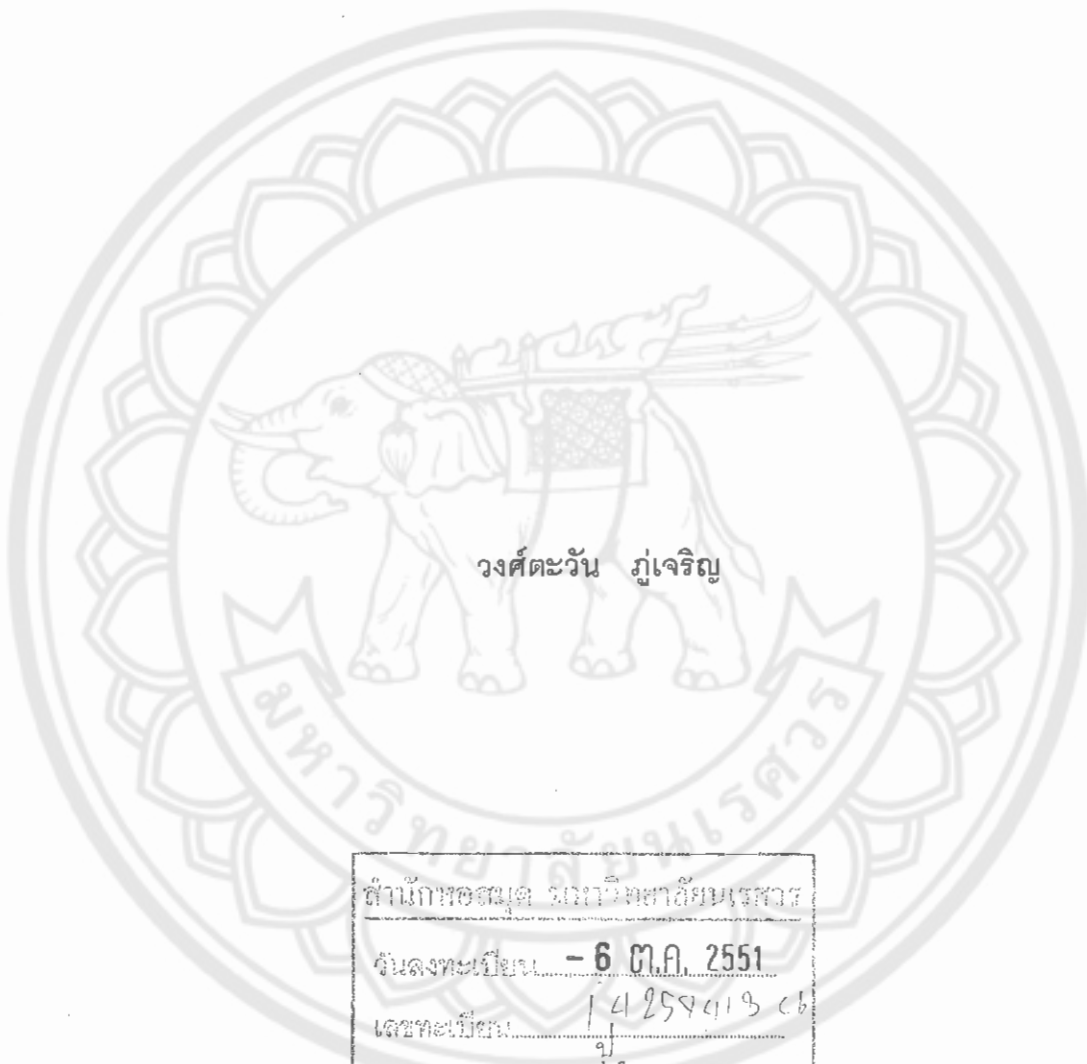 วงศ์ตะวัน ภู่เจริญ
มหาวิทยาลัยนเรศวร
สำนักหอสมุด มหาวิทยาลัยนเรศวร
วันลงทะเบียน - 6 ต.ค. 2551
เลขทะเบียน